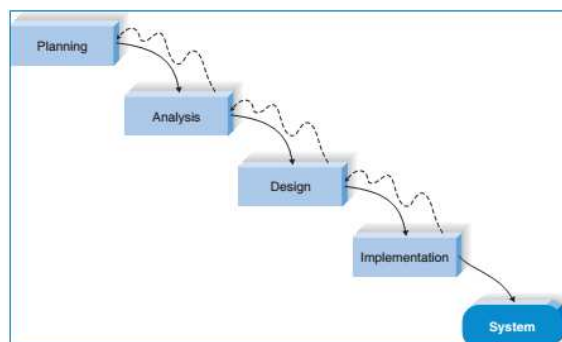 Planning
Analysis
Design
Implementation
System